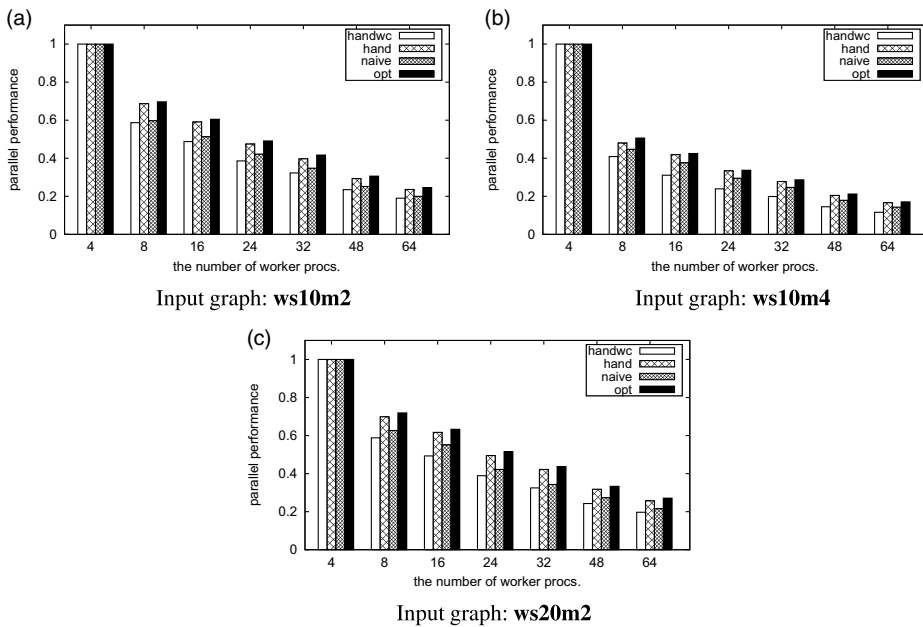 (a)
parallel performance
1
0.8
0.6
0.4
0.2
0
handwc
hand
naive
opt
4 8 16 24 32 48 64
the number of worker procs.
Input graph: ws10m2
(b)
parallel performance
1
0.8
0.6
0.4
0.2
0
handwc
hand
naive
opt
4 8 16 24 32 48 64
the number of worker procs.
Input graph: ws10m4
(c)
parallel performance
1
0.8
0.6
0.4
0.2
0
handwc
hand
naive
opt
4 8 16 24 32 48 64
the number of worker procs.
Input graph: ws20m2